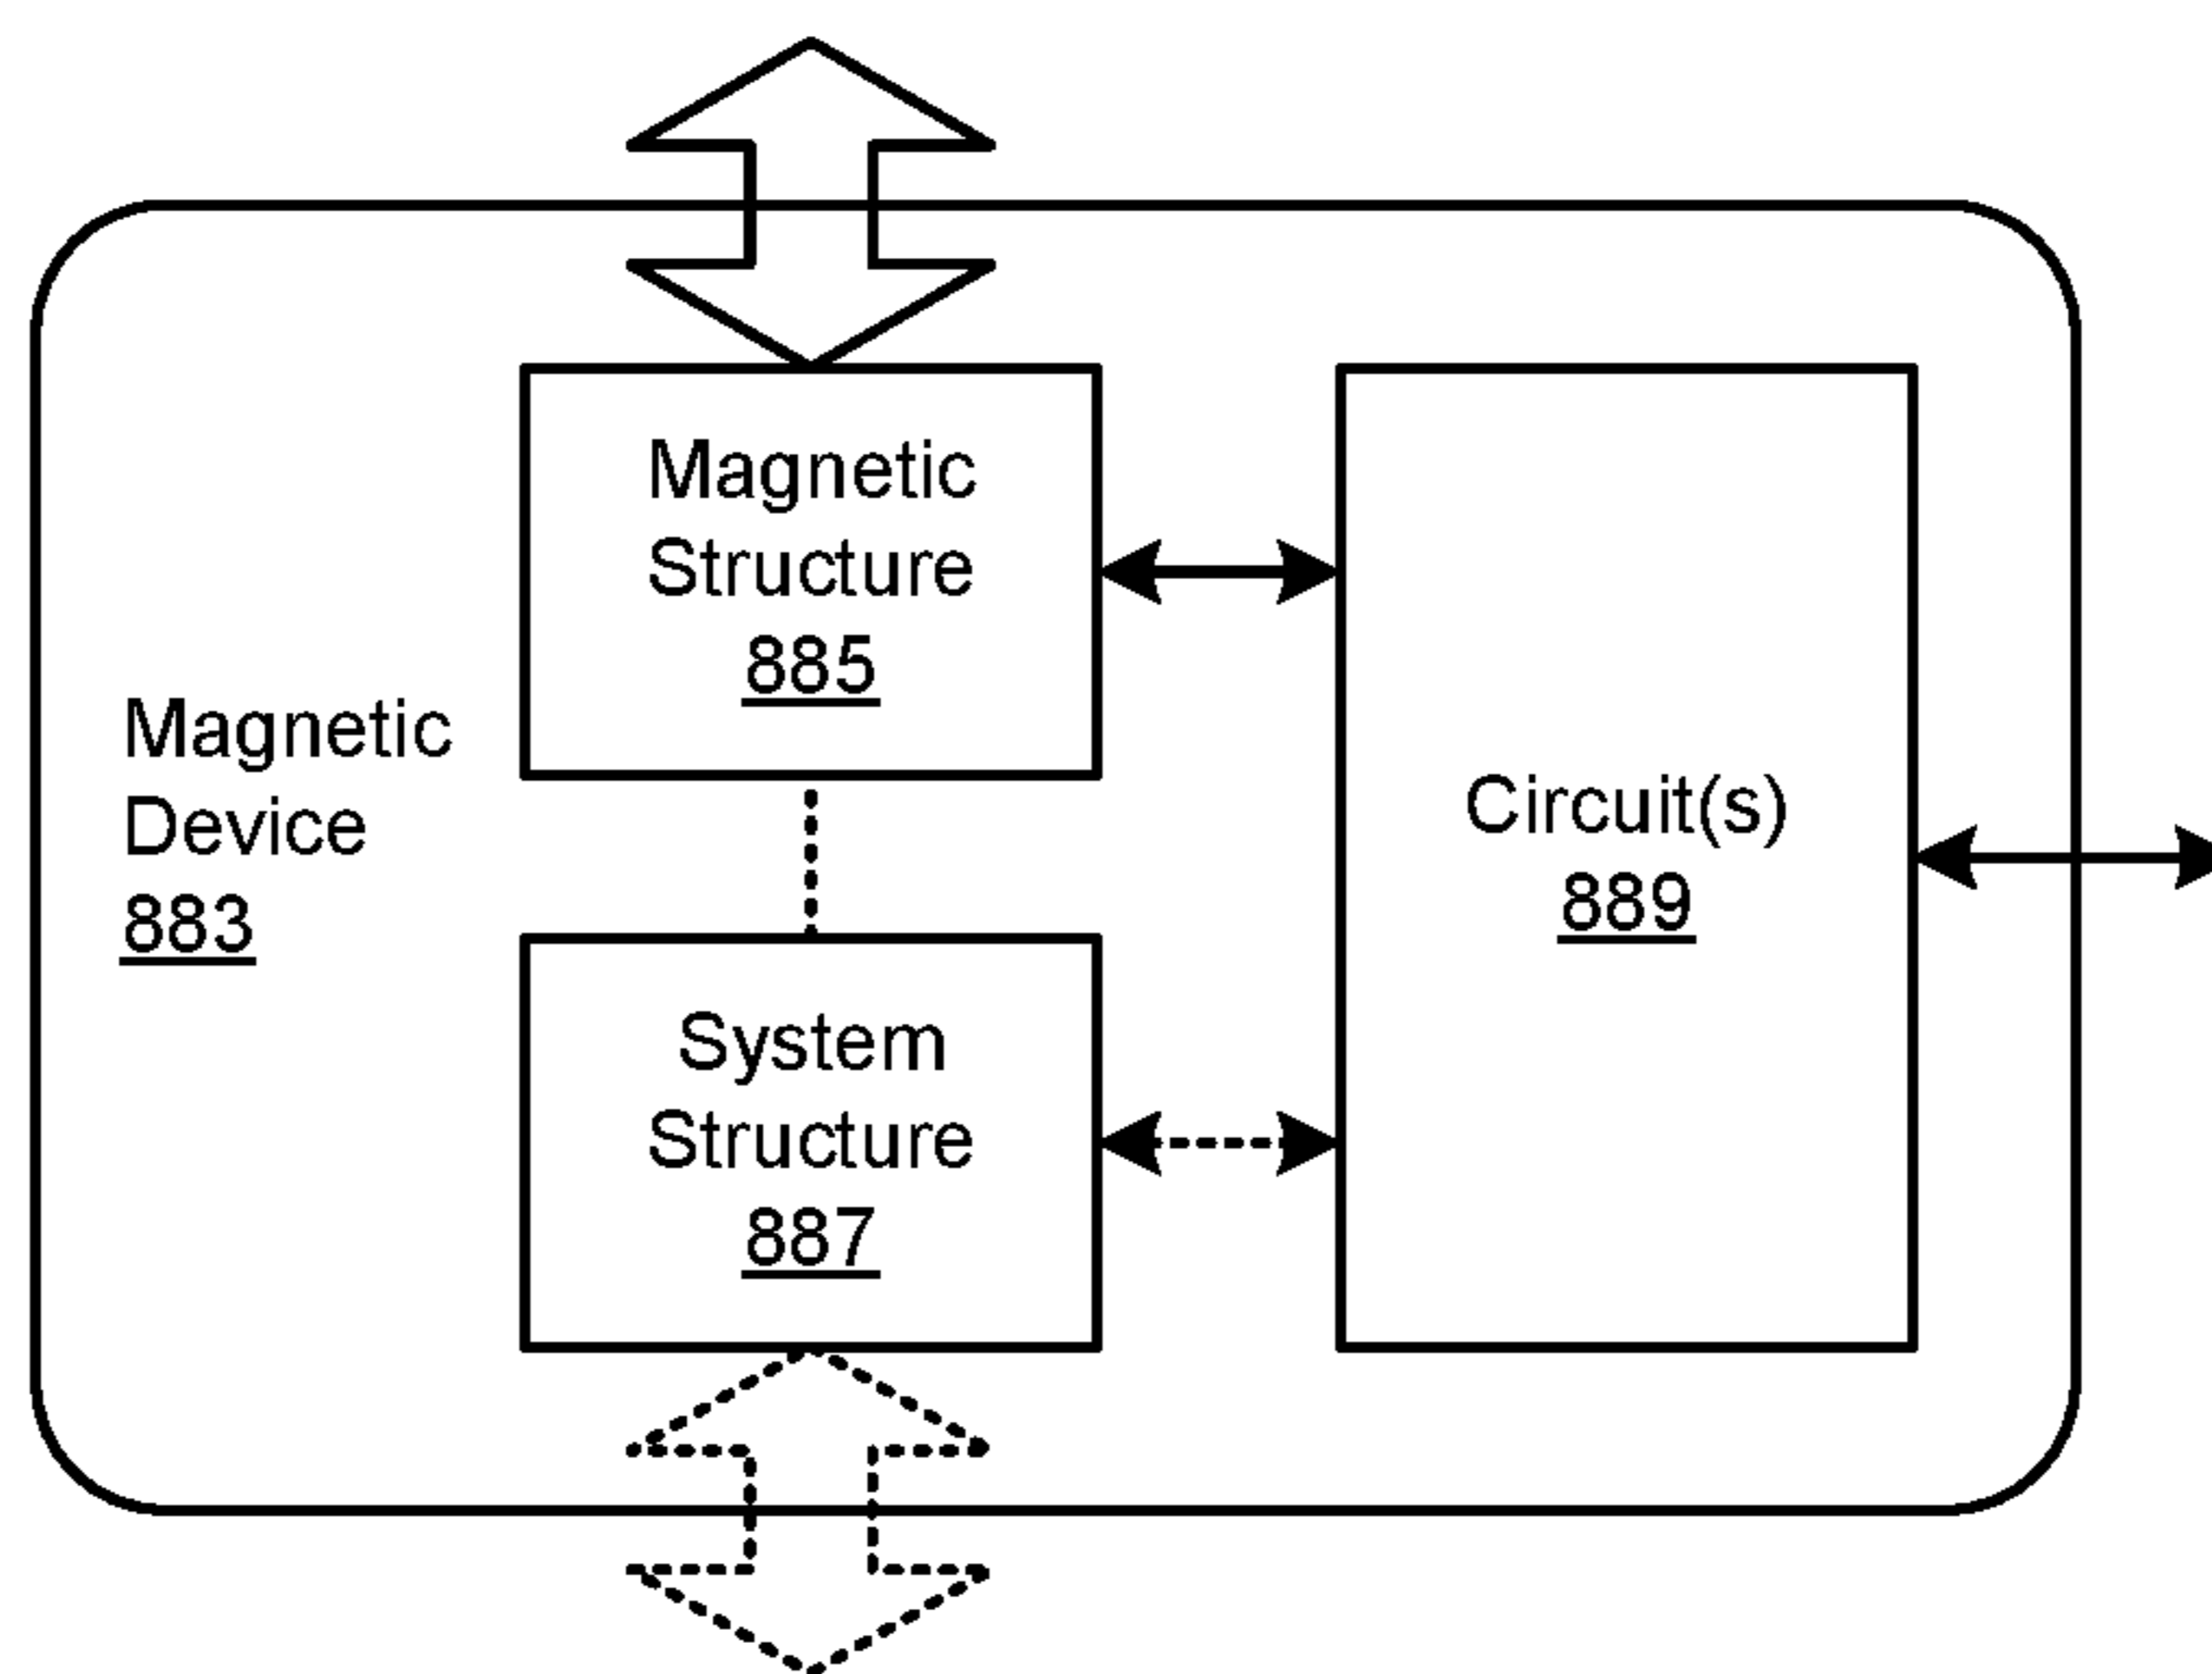 Magnetic
Device
883
Magnetic
Structure
885
System
Structure
887
Circuit(s)
889